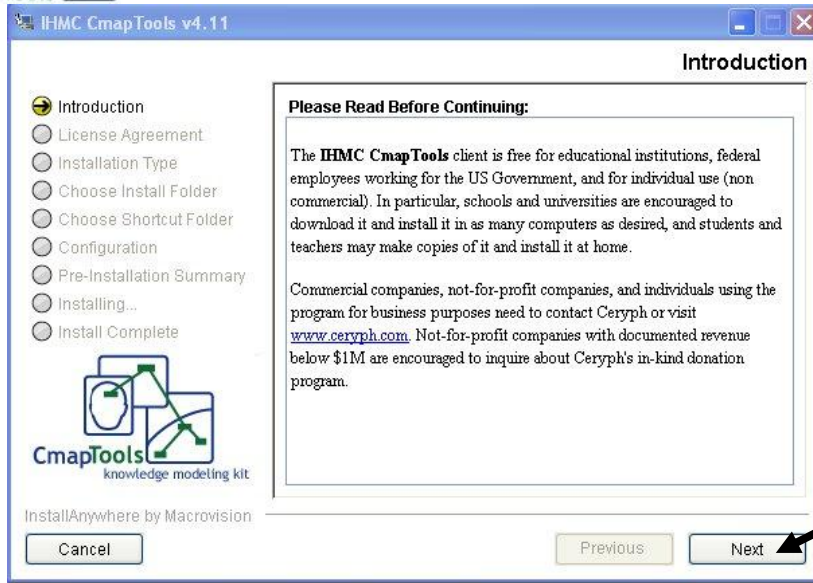 IHMC CmapTools v4.11
Introduction
Introduction
License Agreement
Installation Type
Choose Install Folder
Choose Shortcut Folder
Configuration
Pre-Installation Summary
Installing...
Install Complete
CmapTools
knowledge modeling kit
Please Read Before Continuing:
The IHMC CmapTools client is free for educational institutions, federal
employees working for the US Government, and for individual use (non
commercial). In particular, schools and universities are encouraged to
download it and install it in as many computers as desired, and students and
teachers may make copies of it and install it at home.
Commercial companies, not-for-profit companies, and individuals using the
program for business purposes need to contact Ceryph or visit
www.ceryph.com. Not-for-profit companies with documented revenue
below $1M are encouraged to inquire about Ceryph's in-kind donation
program.
InstallAnywhere by Macrovision
Cancel
Previous
Next